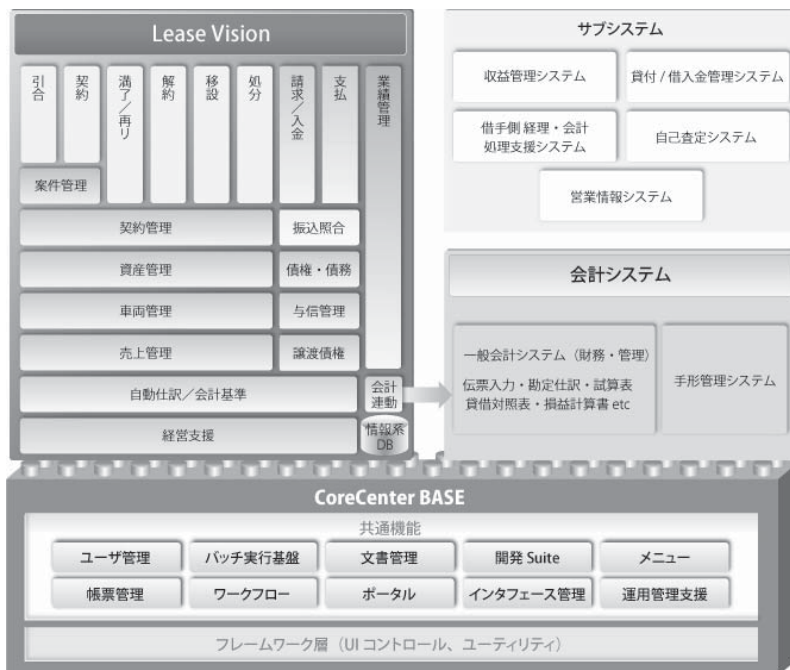 Lease Vision
引合
契約
満了／再リ
解約
移設
処分
請求／入金
支払
業績管理
案件管理
契約管理
振込照合
資産管理
債権・債務
車両管理
与信管理
売上管理
譲渡債権
自動仕訳／会計基準
会計
連動
経営支援
情報系
DB
サブシステム
収益管理システム
貸付 / 借入金管理システム
借手側 経理・会計
処理支援システム
自己査定システム
営業情報システム
会計システム
一般会計システム（財務・管理）
伝票入力・勘定仕訳・試算表
貸借対照表・損益計算書 etc
手形管理システム
CoreCenter BASE
共通機能
ユーザ管理
バッチ実行基盤
文書管理
開発 Suite
メニュー
帳票管理
ワークフロー
ポータル
インタフェース管理
運用管理支援
フレームワーク層（UI コントロール、ユーティリティ）